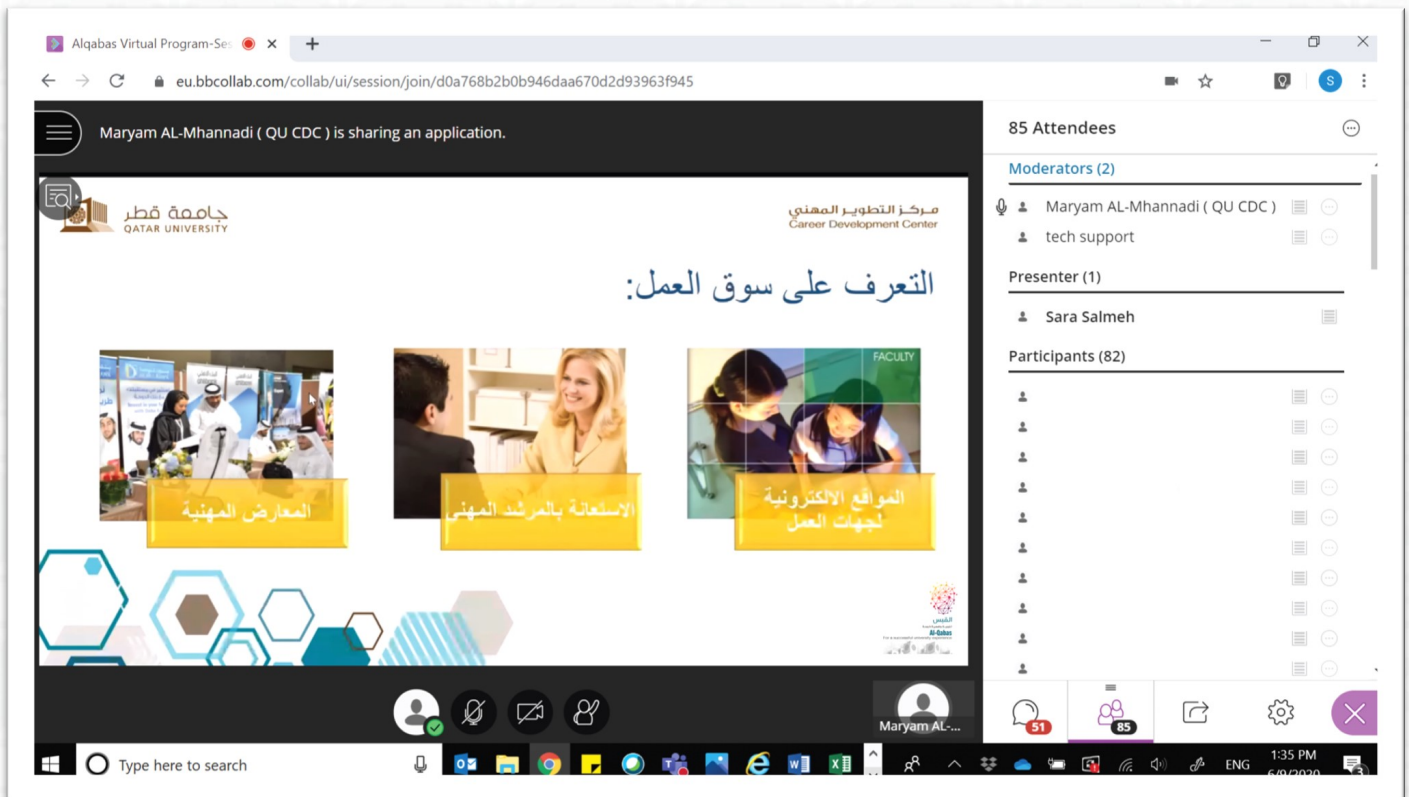 Alqabas Virtual Program-Ses
eu.bbcollab.com/collab/ui/session/join/d0a768b2b0b946daa670d2d93963f945
S
Maryam AL-Mhannadi ( QU CDC ) is sharing an application.
جامعة قطر
QATAR UNIVERSITY
مركز التطوير المهني
Career Development Center
التعرف على سوق العمل:
FACULTY
المواقع الالكترونية
لجهات العمل
الاستعانة بالمرشد المهني
المعارض المهنية
القبس
Al-Qabas
Maryam AL-...
85 Attendees
Moderators (2)
Maryam AL-Mhannadi ( QU CDC )
tech support
Presenter (1)
Sara Salmeh
Participants (82)
51
85
Type here to search
ENG
1:35 PM
6/9/2020
3